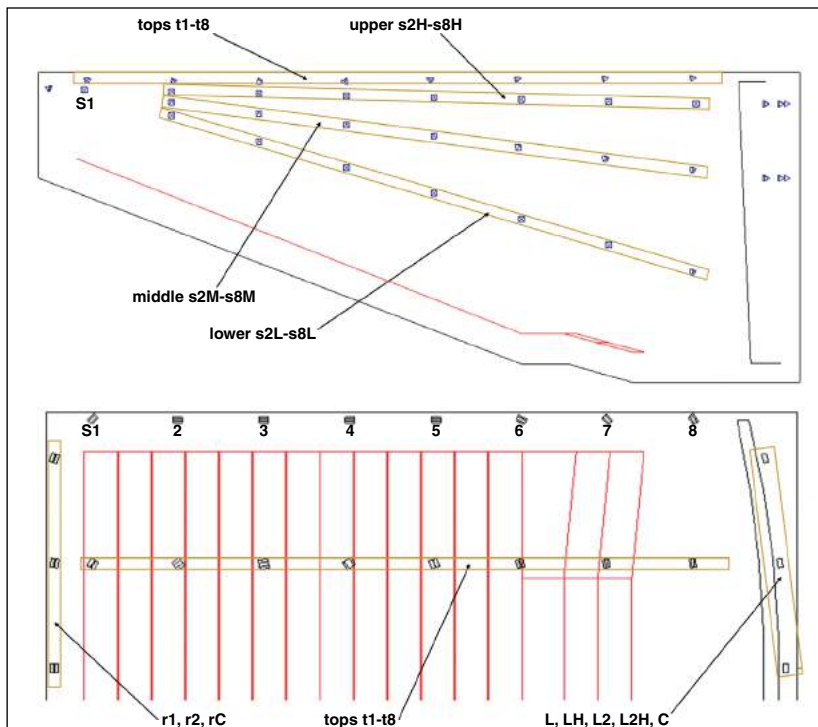 tops t1-t8
upper s2H-s8H
S1
middle s2M-s8M
lower s2L-s8L
S1 2 3 4 5 6 7 8
r1, r2, rC
tops t1-t8
L, LH, L2, L2H, C